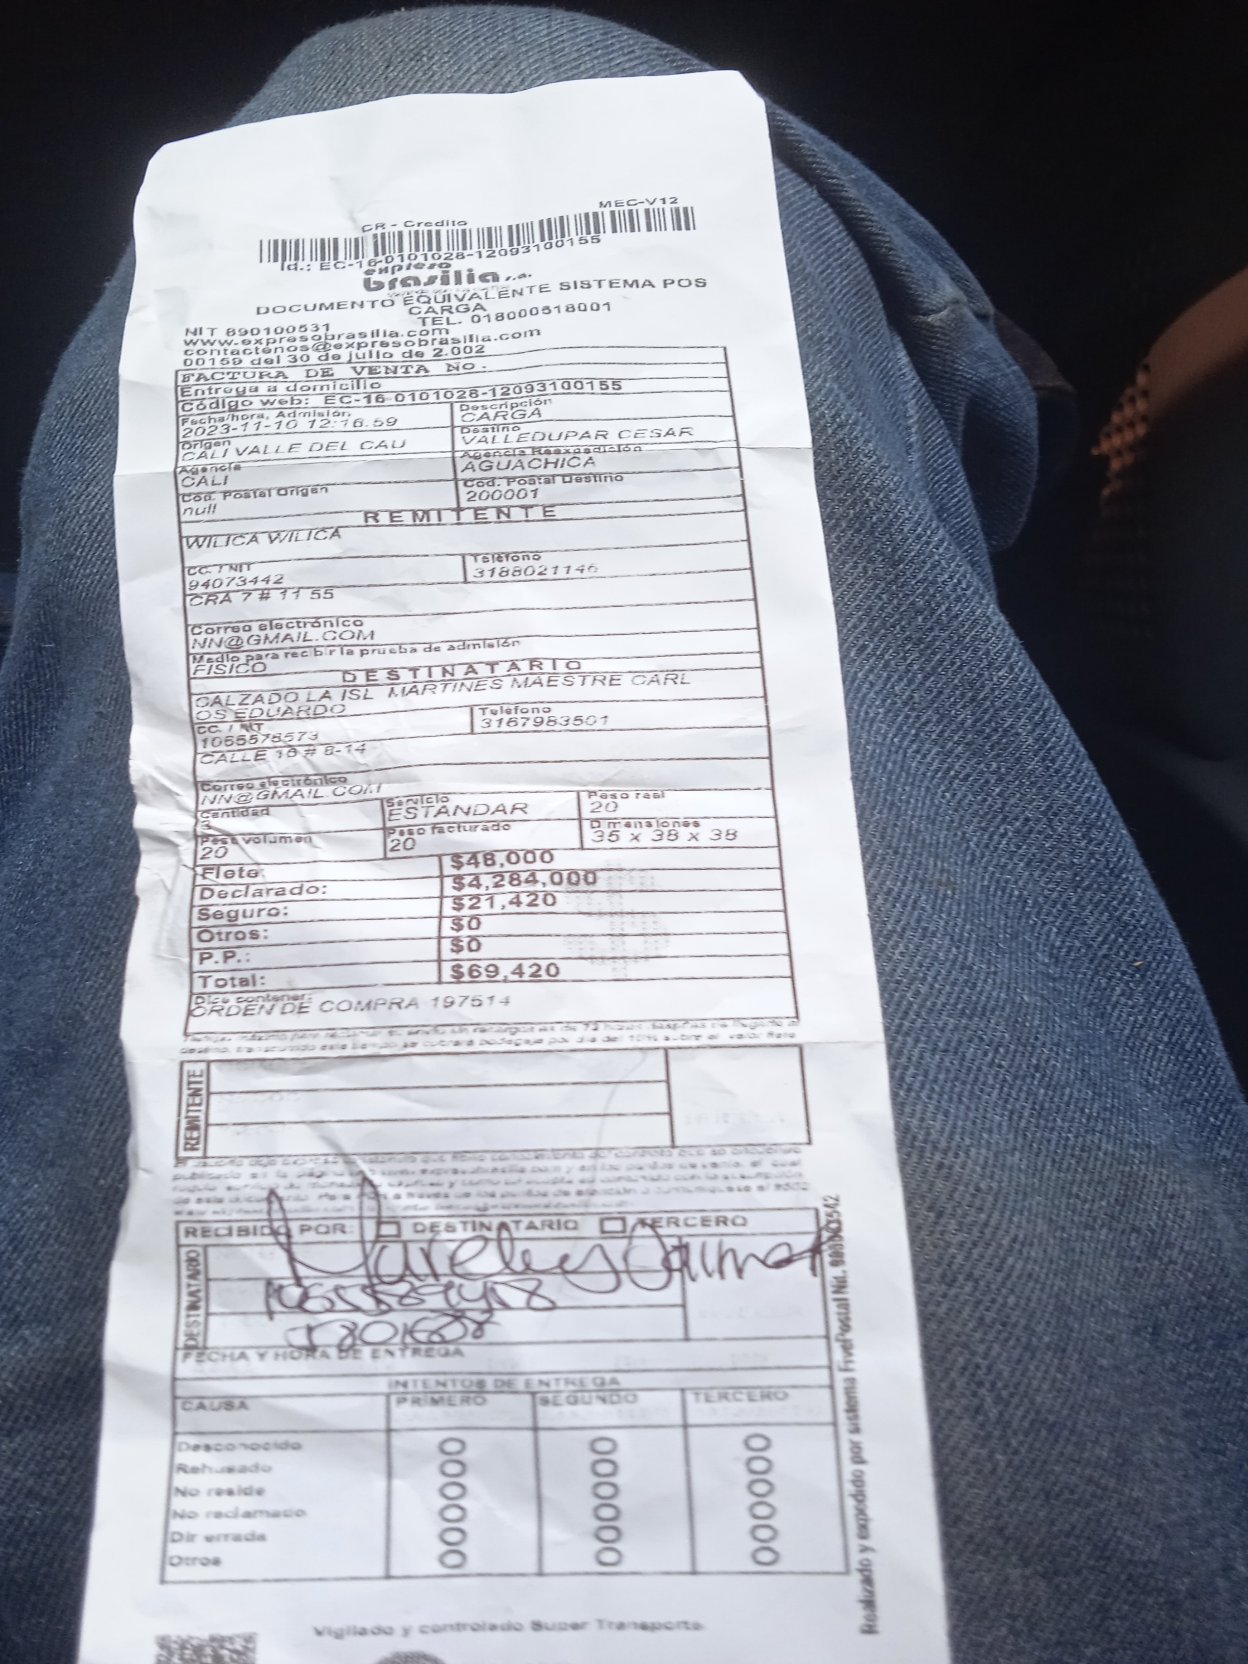 MEC-V12
CR - Credito
Id.: EC-16-0101028-12093100155
expreso
brasilia s.a.
DOCUMENTO EQUIVALENTE SISTEMA POS
CARGA
NIT 890100531 TEL. 018000518001
www.expresobrasilia.com
contactenos@expresobrasilia.com
00159 del 30 de julio de 2.002
FACTURA DE VENTA NO.
Entrega a domicilio
Código web: EC-16-0101028-12093100155
Fecha/hora, Admisión Descripción
2023-11-10 12:16:59 CARGA
Origen Destino
CALI VALLE DEL CAU VALLEDUPAR CESAR
Agencia Agencia Reexpedición
CALI AGUACHICA
Cod. Postal Origen Cod. Postal Destino
null 200001
REMITENTE
WILICA WILICA
CC. / NIT Teléfono
94073442 3188021146
CRA 7 # 11 55
Correo electrónico
NN@GMAIL.COM
Medio para recibir la prueba de admisión
FISICO
DESTINATARIO
CALZADO LA ISL MARTINES MAESTRE CARL
OS EDUARDO
CC. / NIT Teléfono
1065578573 3167983501
CALLE 16 # 8-14
Correo electrónico
NN@GMAIL.COM
Cantidad Servicio Peso real
3 ESTANDAR 20
Peso volumen Peso facturado Dimensiones
20 20 35 x 38 x 38
Flete: $48,000
Declarado: $4,284,000
Seguro: $21,420
Otros: $0
P.P.: $0
Total: $69,420
Dice contener:
ORDEN DE COMPRA 197514
REMITENTE
RECIBIDO POR: DESTINATARIO TERCERO
DESTINATARIO
FECHA Y HORA DE ENTREGA
INTENTOS DE ENTREGA
CAUSA PRIMERO SEGUNDO TERCERO
Desconocido
Rehusado
No reside
No reclamado
Dir errada
Otros
Realizado y expedido por sistema FivePostal Nit.
Vigilado y controlado Super Transporte